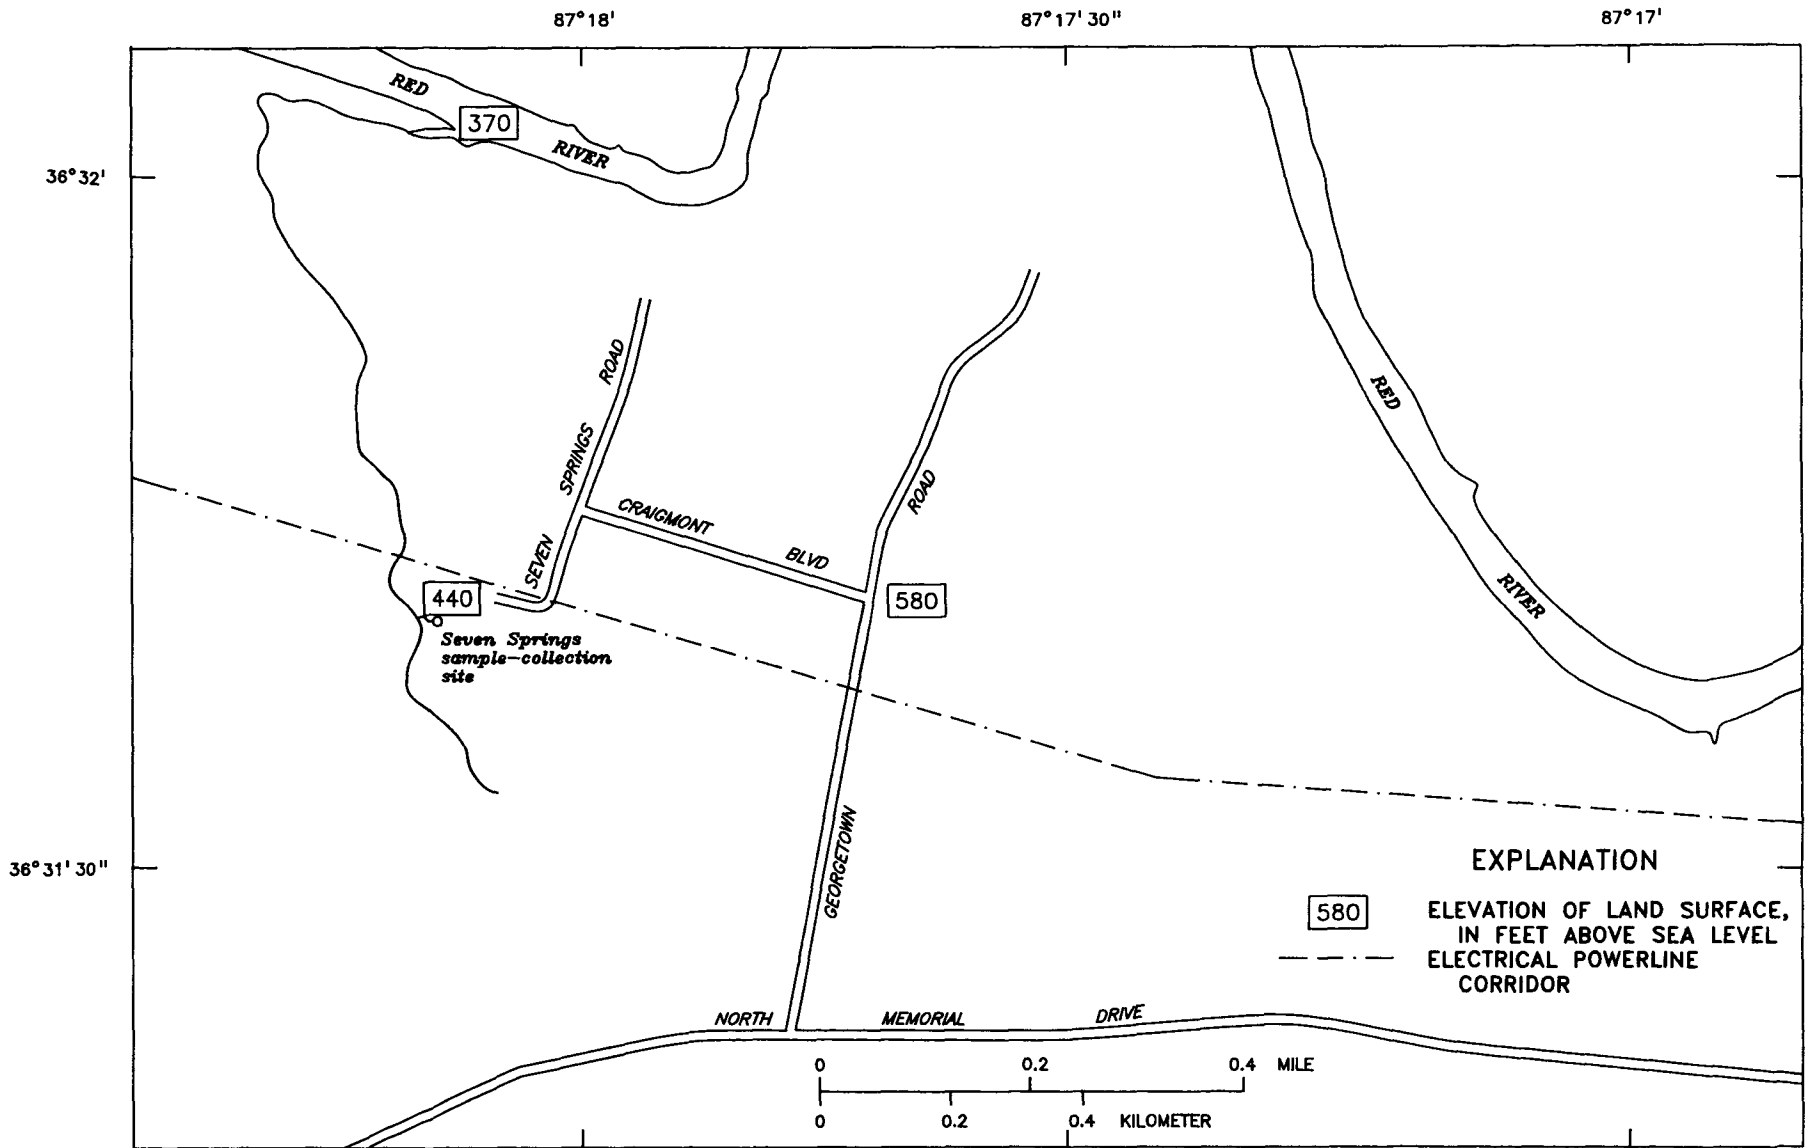 87°18'
87°17'30"
87°17'
RED
370
RIVER
36°32'
ROAD
SPRINGS
SEVEN
CRAIGMONT
BLVD
ROAD
RED
RIVER
440
580
Seven Springs
sample-collection
site
GEORGETOWN
36°31'30"
EXPLANATION
580
ELEVATION OF LAND SURFACE,
IN FEET ABOVE SEA LEVEL
ELECTRICAL POWERLINE
CORRIDOR
NORTH MEMORIAL DRIVE
0 0.2 0.4 MILE
0 0.2 0.4 KILOMETER